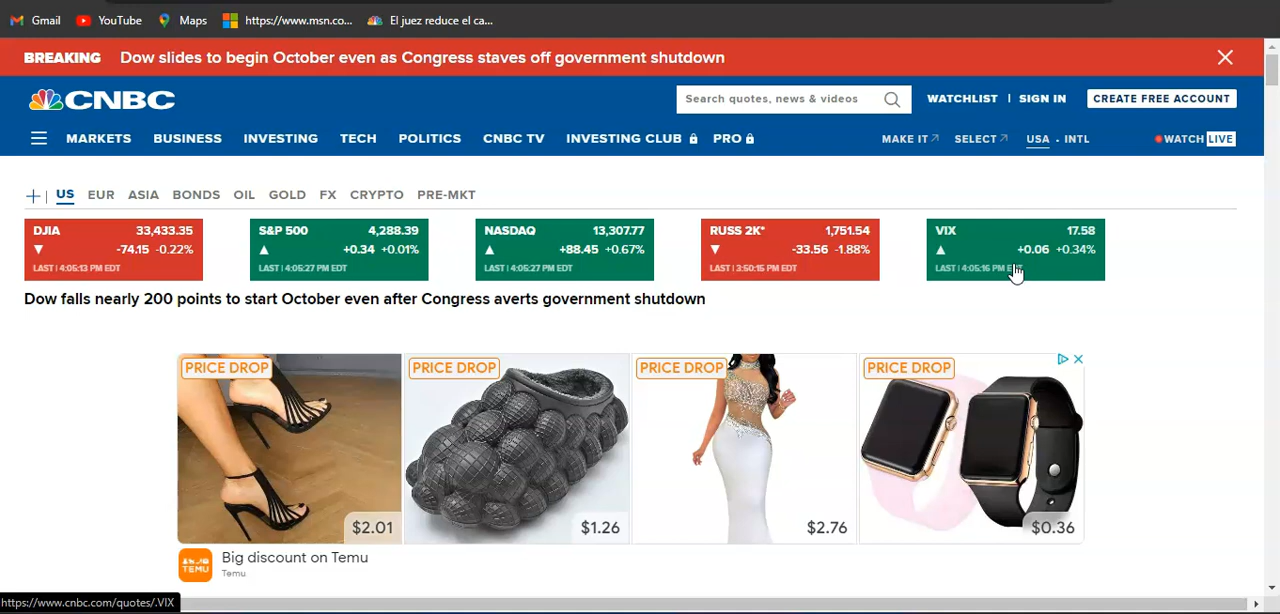 Gmail YouTube Maps https://www.msn.co... El juez reduce el ca...
BREAKING Dow slides to begin October even as Congress staves off government shutdown
CNBC Search quotes, news & videos WATCHLIST | SIGN IN CREATE FREE ACCOUNT
MARKETS BUSINESS INVESTING TECH POLITICS CNBC TV INVESTING CLUB PRO MAKE IT SELECT USA • INTL WATCH LIVE
US EUR ASIA BONDS OIL GOLD FX CRYPTO PRE-MKT
DJIA 33,433.35
-74.15 -0.22%
LAST | 4:05:13 PM EDT
S&P 500 4,288.39
+0.34 +0.01%
LAST | 4:05:27 PM EDT
NASDAQ 13,307.77
+88.45 +0.67%
LAST | 4:05:27 PM EDT
RUSS 2K* 1,751.54
-33.56 -1.88%
LAST | 3:50:15 PM EDT
VIX 17.58
+0.06 +0.34%
LAST | 4:05:16 PM
Dow falls nearly 200 points to start October even after Congress averts government shutdown
PRICE DROP PRICE DROP PRICE DROP PRICE DROP
$2.01 $1.26 $2.76 $0.36
TEMU Big discount on Temu
Temu.
https://www.cnbc.com/quotes/.VIX